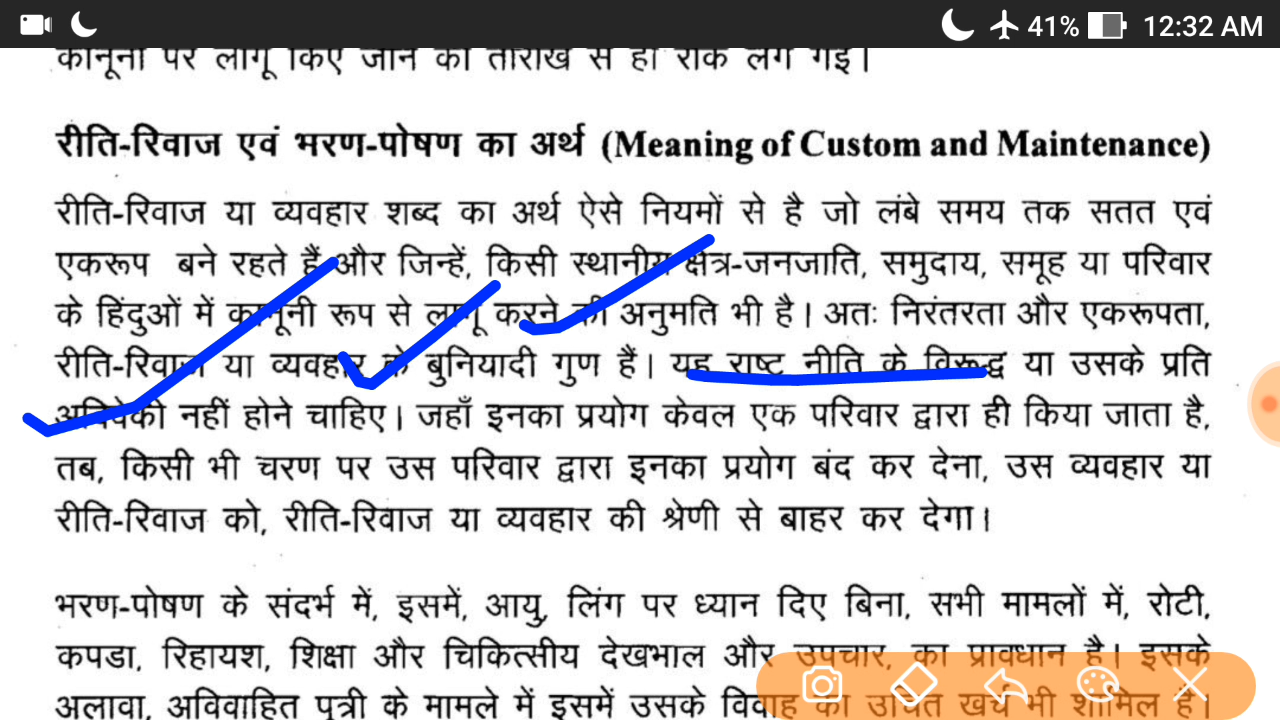 41% 12:32 AM
कानूनों पर लागू किए जाने की तारीख से ही रोक लग गई।
रीति-रिवाज एवं भरण-पोषण का अर्थ (Meaning of Custom and Maintenance)
रीति-रिवाज या व्यवहार शब्द का अर्थ ऐसे नियमों से है जो लंबे समय तक सतत एवं
एकरूप बने रहते हैं और जिन्हें, किसी स्थानीय क्षेत्र-जनजाति, समुदाय, समूह या परिवार
के हिंदुओं में कानूनी रूप से लागू करने की अनुमति भी है। अतः निरंतरता और एकरूपता,
रीति-रिवाज या व्यवहार के बुनियादी गुण हैं। यह राष्ट नीति के विरूद्ध या उसके प्रति
अविवेकी नहीं होने चाहिए। जहाँ इनका प्रयोग केवल एक परिवार द्वारा ही किया जाता है,
तब, किसी भी चरण पर उस परिवार द्वारा इनका प्रयोग बंद कर देना, उस व्यवहार या
रीति-रिवाज को, रीति-रिवाज या व्यवहार की श्रेणी से बाहर कर देगा।
भरण-पोषण के संदर्भ में, इसमें, आयु, लिंग पर ध्यान दिए बिना, सभी मामलों में, रोटी,
कपडा, रिहायश, शिक्षा और चिकित्सीय देखभाल और उपचार, का प्रावधान है। इसके
अलावा, अविवाहित पुत्री के मामले में इसमें उसके विवाह का उचित खर्च भी शामिल है।